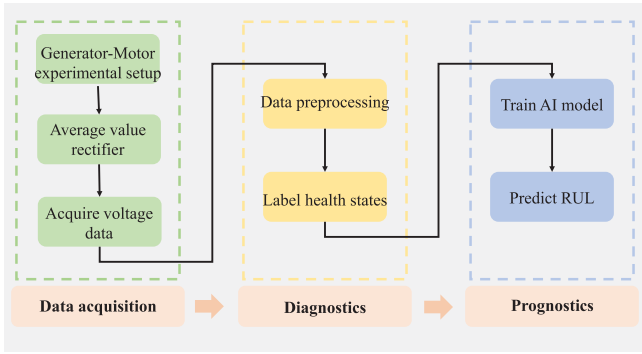 Generator-Motor
experimental setup
Average value
rectifier
Acquire voltage
data
Data preprocessing
Label health states
Train AI model
Predict RUL
Data acquisition
Diagnostics
Prognostics